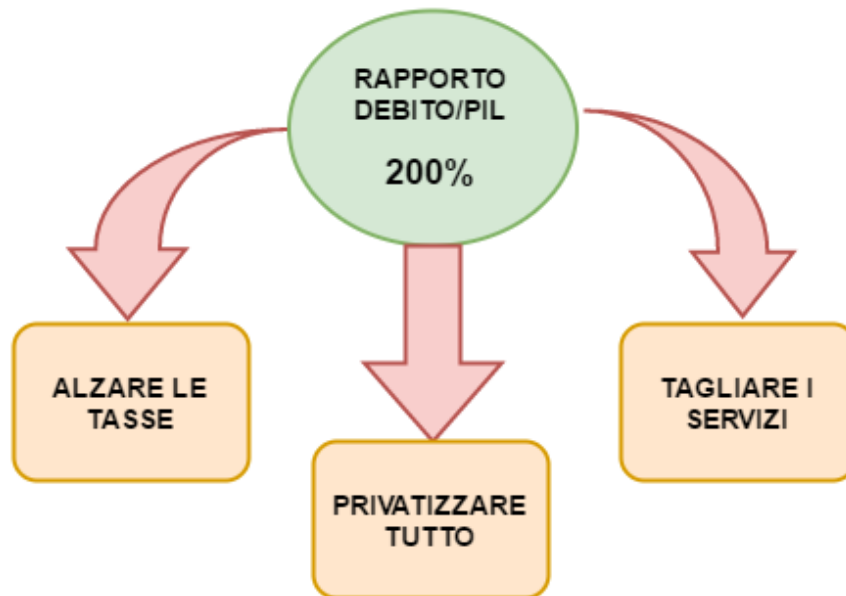 RAPPORTO
DEBITO/PIL
200%
ALZARE LE
TASSE
PRIVATIZZARE
TUTTO
TAGLIARE I
SERVIZI